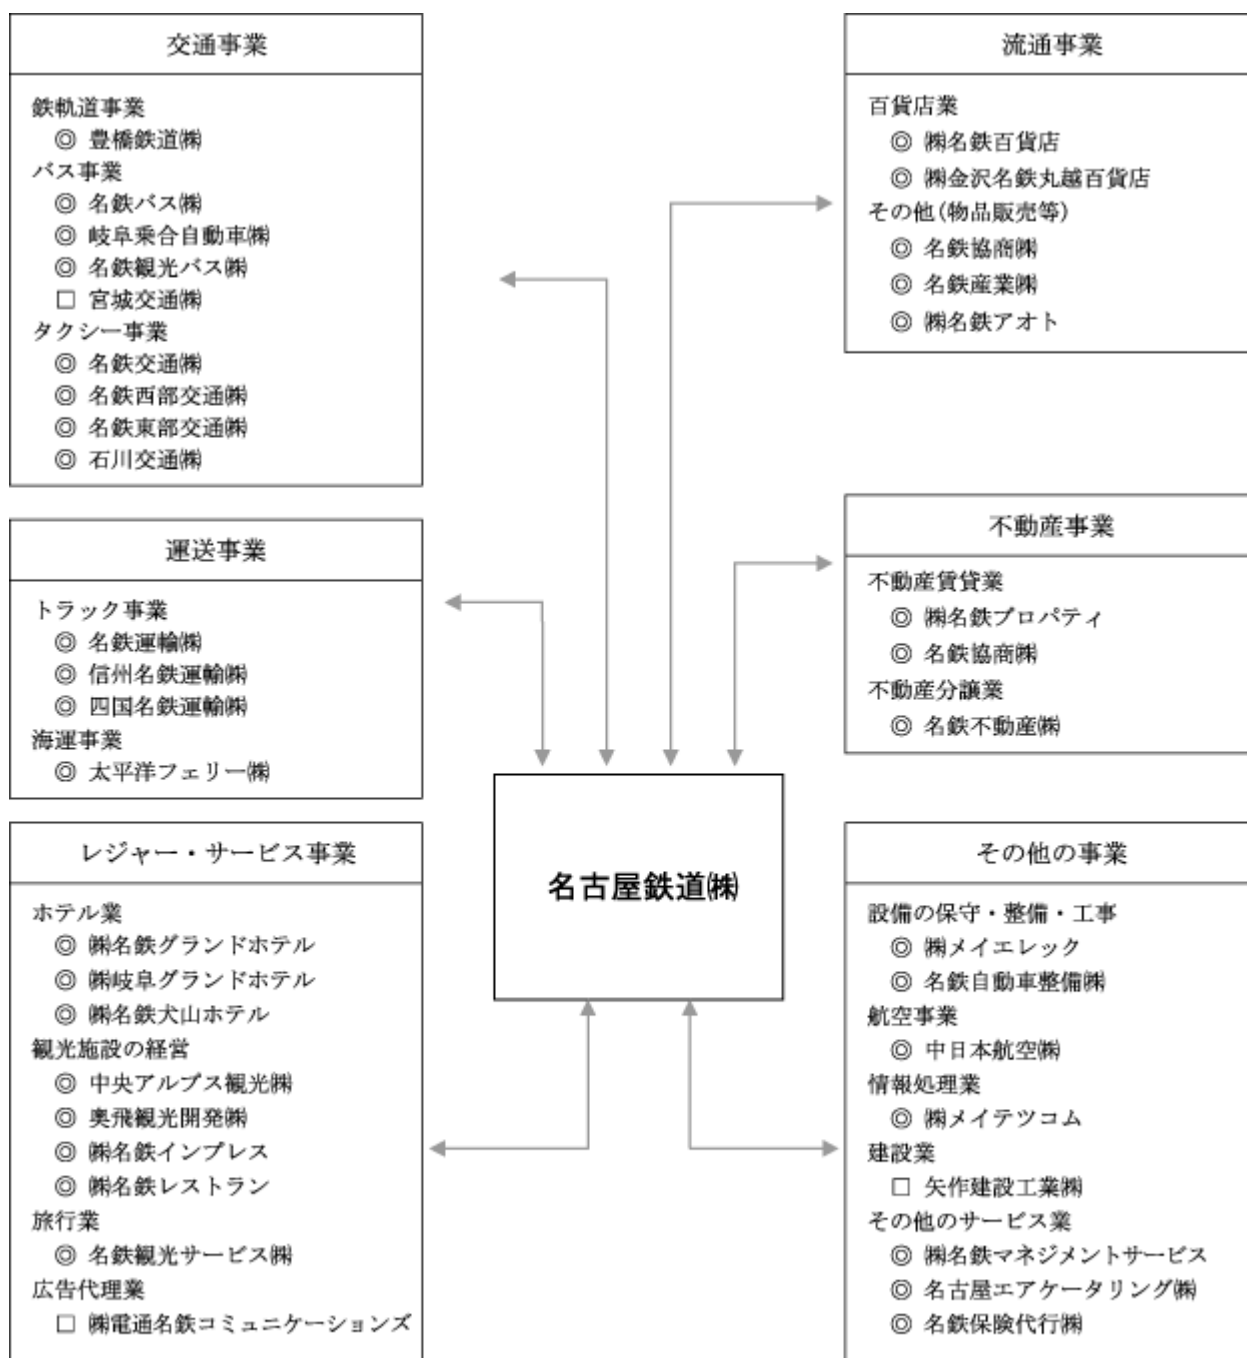 交通事業
鉄軌道事業
◎ 豊橋鉄道㈱
バス事業
◎ 名鉄バス㈱
◎ 岐阜乗合自動車㈱
◎ 名鉄観光バス㈱
□ 宮城交通㈱
タクシー事業
◎ 名鉄交通㈱
◎ 名鉄西部交通㈱
◎ 名鉄東部交通㈱
◎ 石川交通㈱
運送事業
トラック事業
◎ 名鉄運輸㈱
◎ 信州名鉄運輸㈱
◎ 四国名鉄運輸㈱
海運事業
◎ 太平洋フェリー㈱
レジャー・サービス事業
ホテル業
◎ ㈱名鉄グランドホテル
◎ ㈱岐阜グランドホテル
◎ ㈱名鉄犬山ホテル
観光施設の経営
◎ 中央アルプス観光㈱
◎ 奥飛観光開発㈱
◎ ㈱名鉄インプレス
◎ ㈱名鉄レストラン
旅行業
◎ 名鉄観光サービス㈱
広告代理業
□ ㈱電通名鉄コミュニケーションズ
名古屋鉄道㈱
流通事業
百貨店業
◎ ㈱名鉄百貨店
◎ ㈱金沢名鉄丸越百貨店
その他(物品販売等)
◎ 名鉄協商㈱
◎ 名鉄産業㈱
◎ ㈱名鉄アオト
不動産事業
不動産賃貸業
◎ ㈱名鉄プロパティ
◎ 名鉄協商㈱
不動産分譲業
◎ 名鉄不動産㈱
その他の事業
設備の保守・整備・工事
◎ ㈱メイエレック
◎ 名鉄自動車整備㈱
航空事業
◎ 中日本航空㈱
情報処理業
◎ ㈱メイテツコム
建設業
□ 矢作建設工業㈱
その他のサービス業
◎ ㈱名鉄マネジメントサービス
◎ 名古屋エアケータリング㈱
◎ 名鉄保険代行㈱